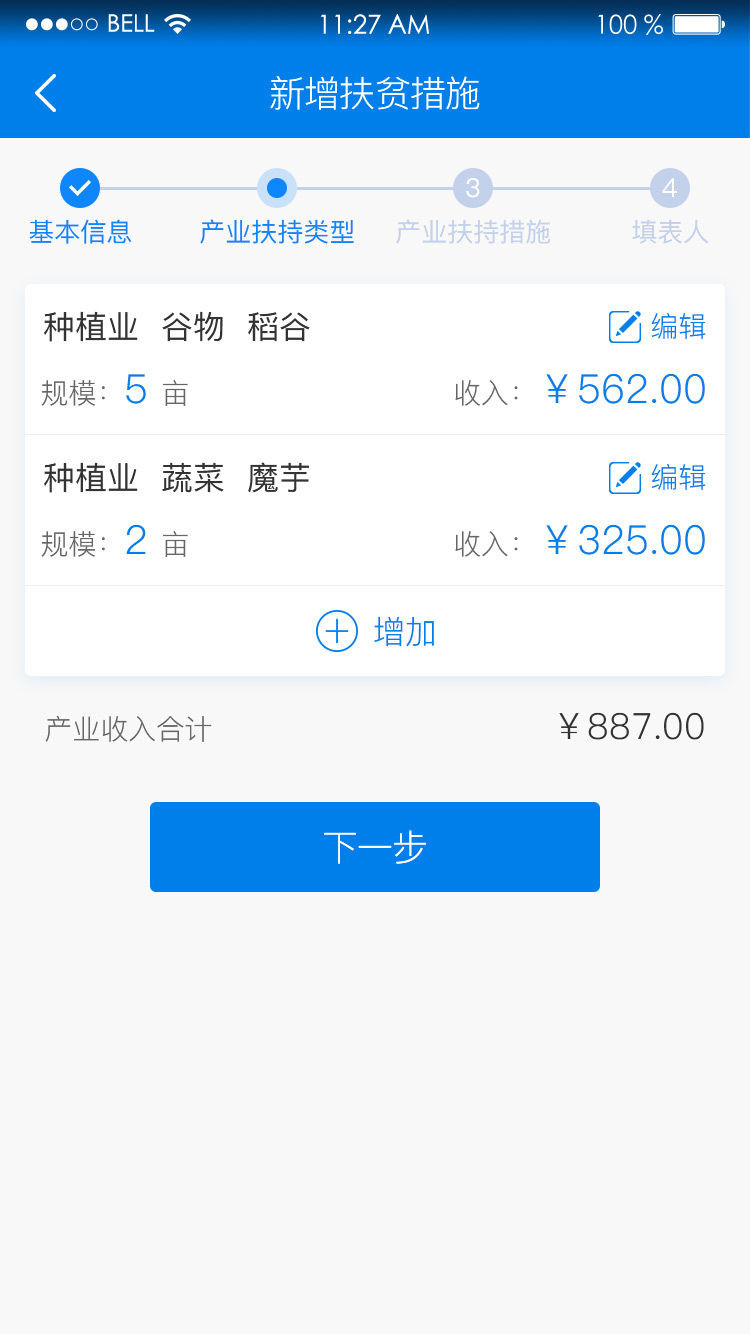 BELL 11:27 AM 100 %
新增扶贫措施
3 4
基本信息 产业扶持类型 产业扶持措施 填表人
种植业 谷物 稻谷 编辑
规模：5 亩 收入：￥562.00
种植业 蔬菜 魔芋 编辑
规模：2 亩 收入：￥325.00
增加
产业收入合计 ￥887.00
下一步